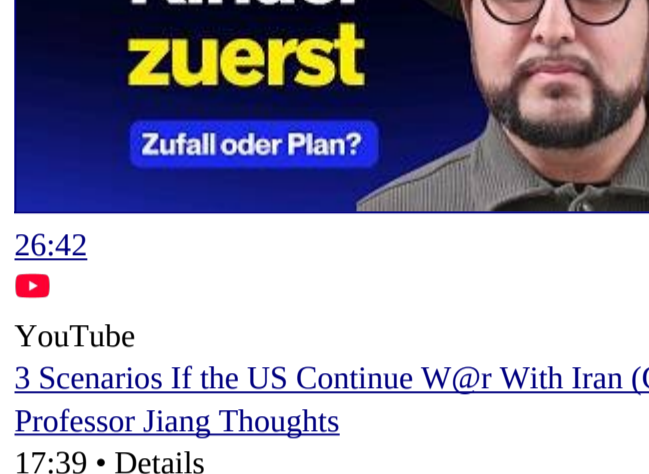 zuerst
Zufall oder Plan?
26:42
YouTube
3 Scenarios If the US Continue W@r With Iran (
Professor Jiang Thoughts
17:39 • Details